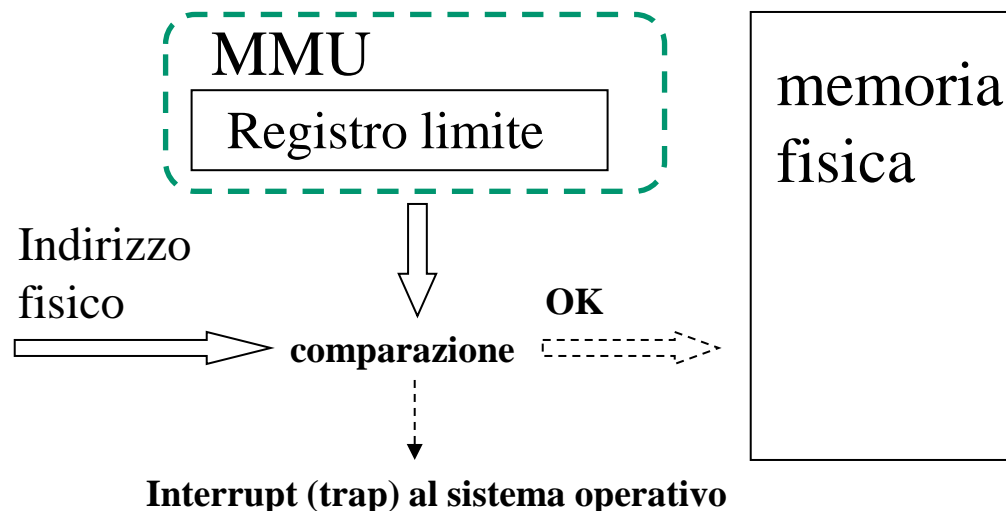 MMU
Registro limite
memoria
fisica
Indirizzo
fisico
OK
comparazione
Interrupt (trap) al sistema operativo